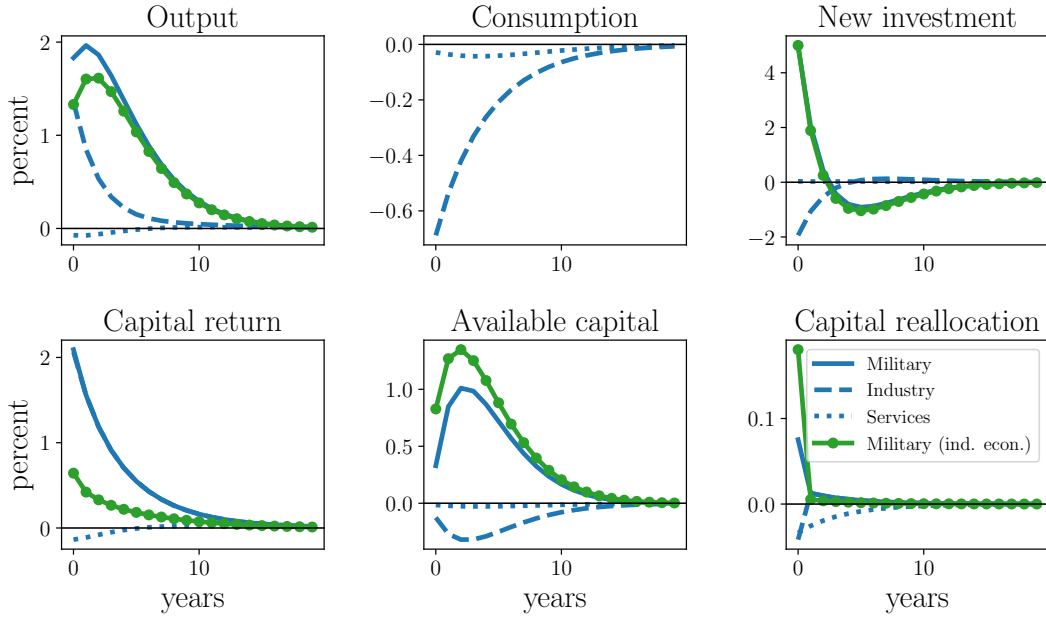 Output
Consumption
New investment
percent
2
1
0
0
10
0.0
−0.2
−0.4
−0.6
0
10
4
2
0
−2
0
10
Capital return
Available capital
Capital reallocation
percent
2
1
0
0
10
years
1.0
0.5
0.0
0
10
years
0.1
0.0
0
10
years
Military
Industry
Services
Military (ind. econ.)